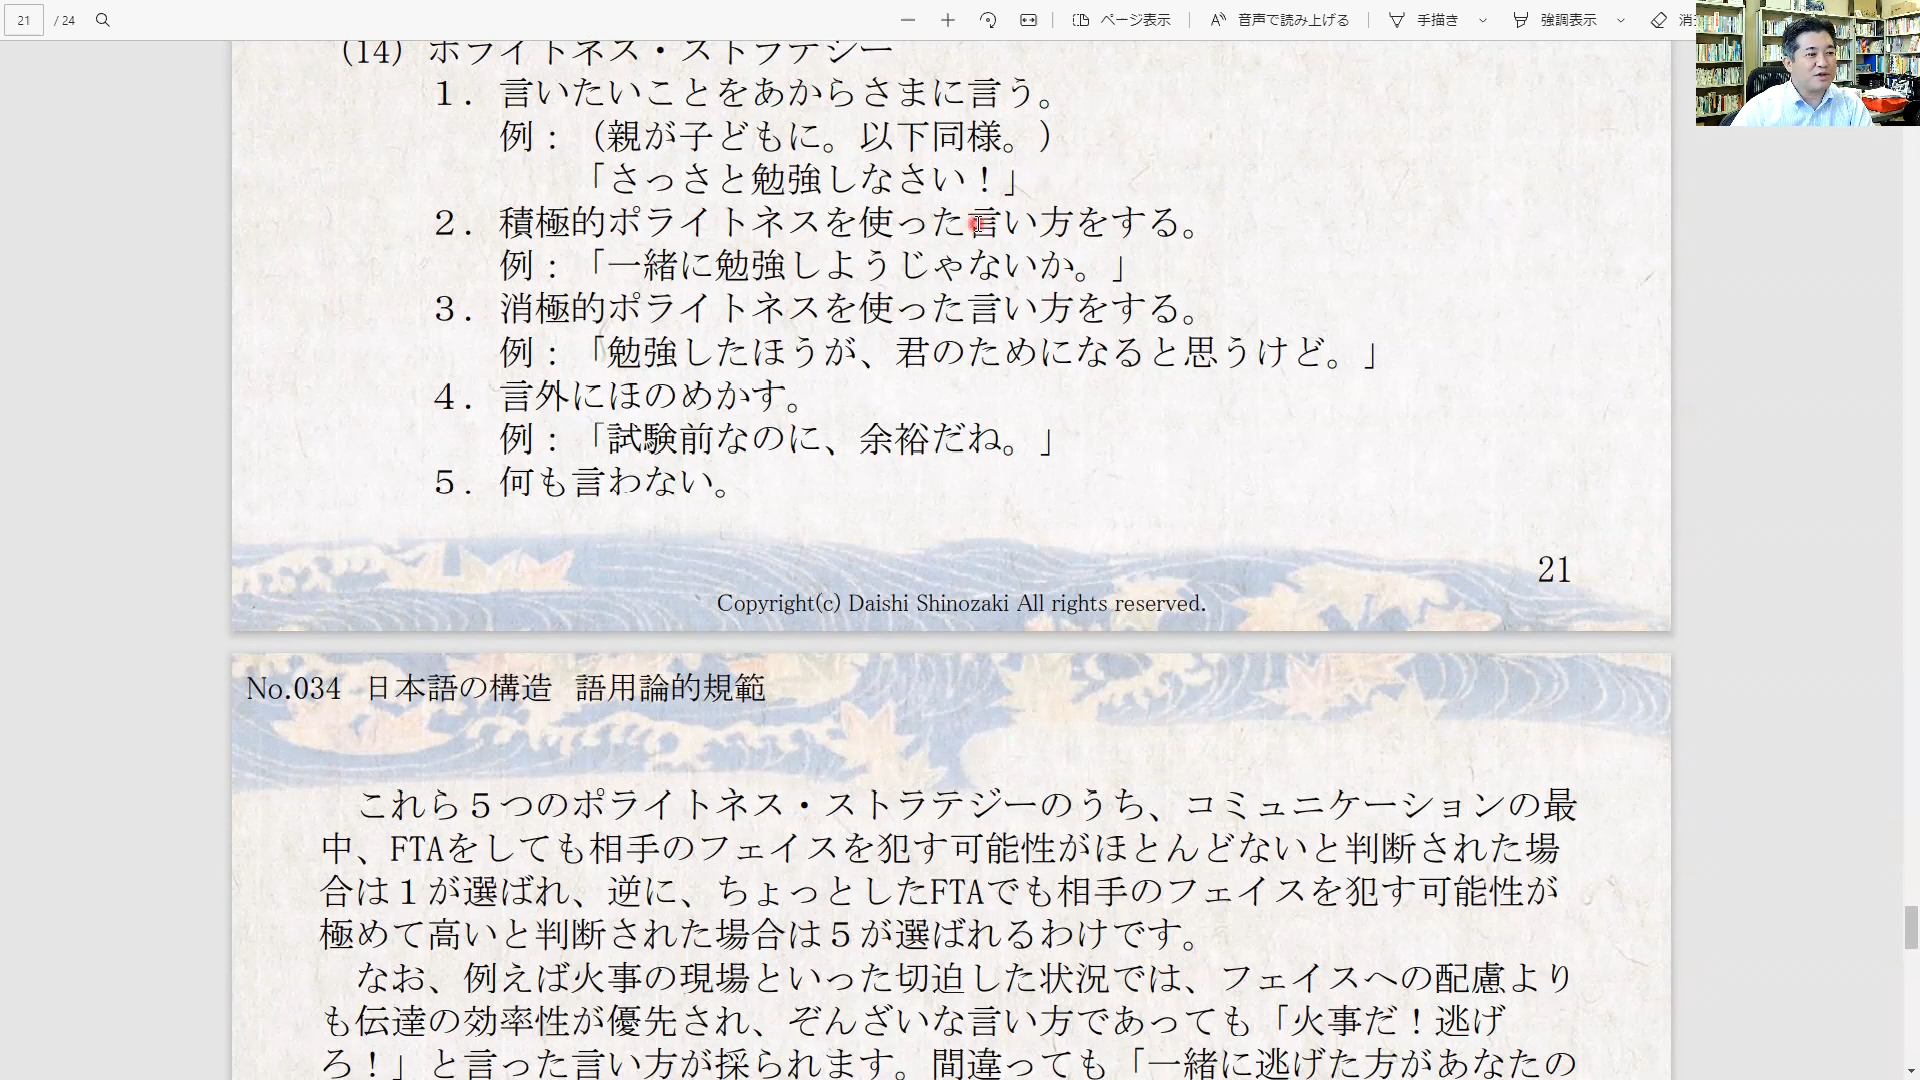 21 / 24 ページ表示 音声で読み上げる 手描き 強調表示
（14）ポライトネス・ストラテジー
１．言いたいことをあからさまに言う。
例：（親が子どもに。以下同様。）
「さっさと勉強しなさい！」
２．積極的ポライトネスを使った言い方をする。
例：「一緒に勉強しようじゃないか。」
３．消極的ポライトネスを使った言い方をする。
例：「勉強したほうが、君のためになると思うけど。」
４．言外にほのめかす。
例：「試験前なのに、余裕だね。」
５．何も言わない。
21
Copyright(c) Daishi Shinozaki All rights reserved.
No.034 日本語の構造 語用論的規範
これら５つのポライトネス・ストラテジーのうち、コミュニケーションの最
中、FTAをしても相手のフェイスを犯す可能性がほとんどないと判断された場
合は１が選ばれ、逆に、ちょっとしたFTAでも相手のフェイスを犯す可能性が
極めて高いと判断された場合は５が選ばれるわけです。
なお、例えば火事の現場といった切迫した状況では、フェイスへの配慮より
も伝達の効率性が優先され、ぞんざいな言い方であっても「火事だ！逃げ
ろ！」と言った言い方が採られます。間違っても「一緒に逃げた方があなたの